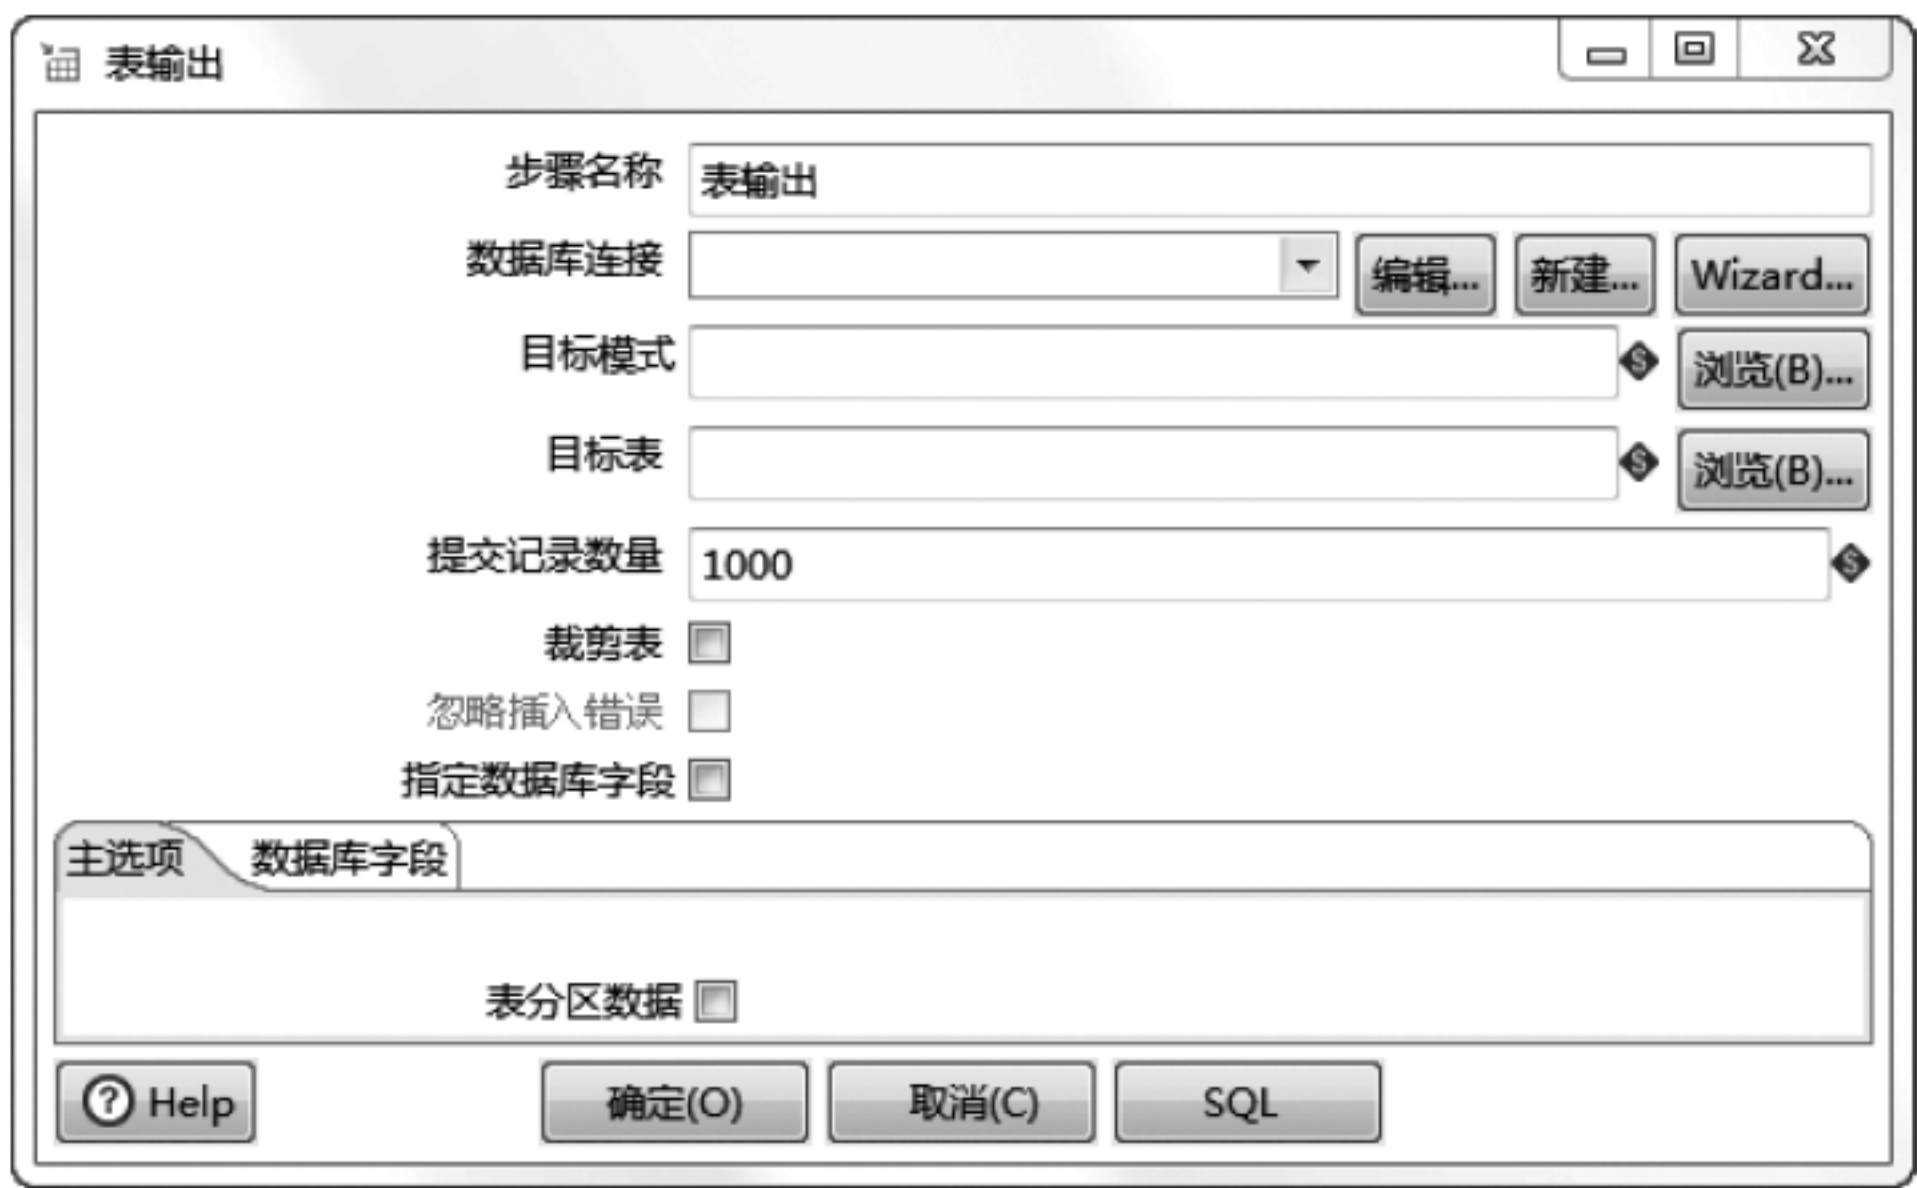 表输出
步骤名称 表输出
数据库连接 编辑... 新建... Wizard...
目标模式 S 浏览(B)...
目标表 S 浏览(B)...
提交记录数量 1000 S
裁剪表
忽略插入错误
指定数据库字段
主选项 数据库字段
表分区数据
? Help 确定(O) 取消(C) SQL